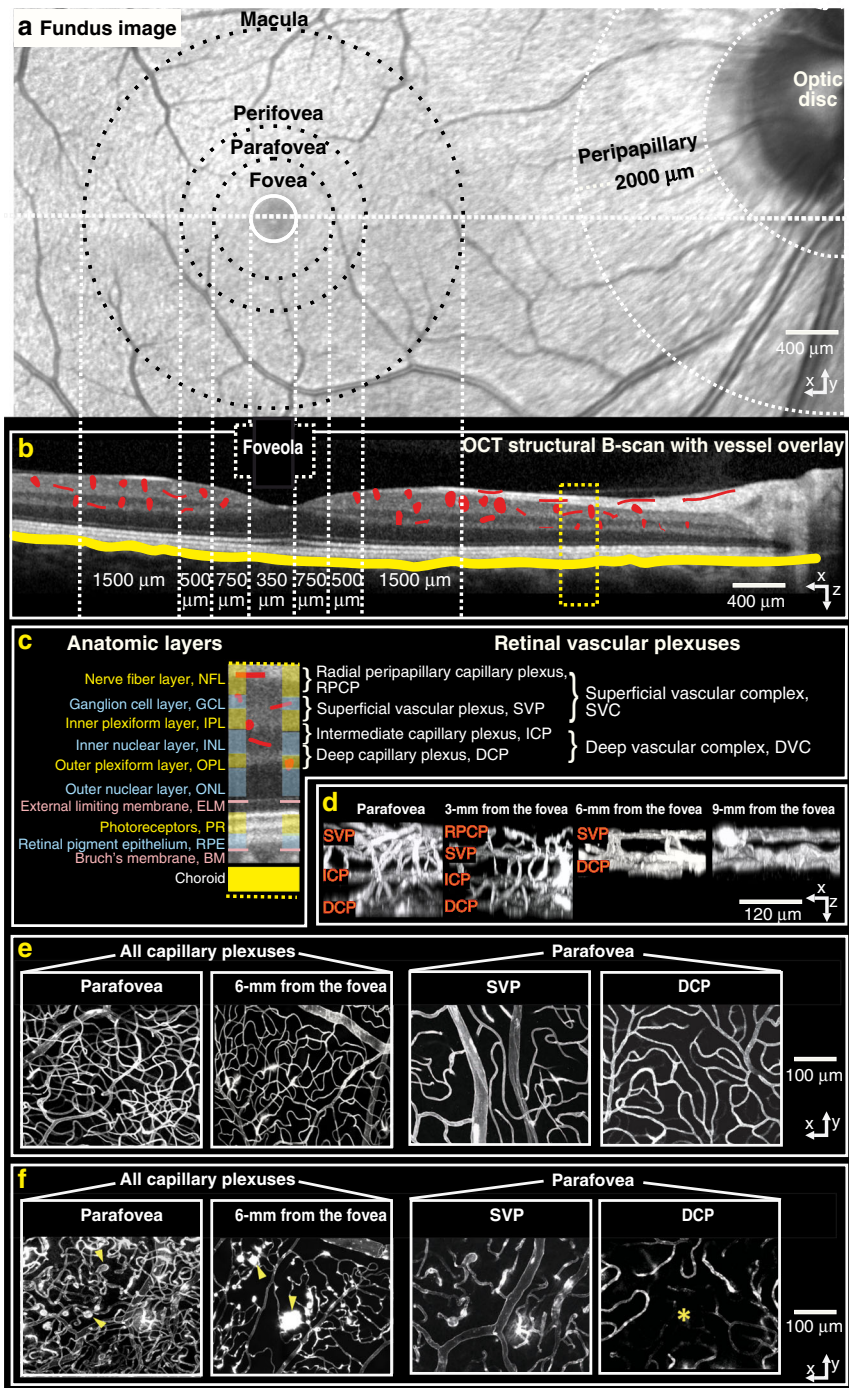 a Fundus image
Macula
Perifovea
Parafovea
Fovea
Optic
disc
Peripapillary
2000 µm
400 µm
x
y
b
Foveola
OCT structural B-scan with vessel overlay
1500 µm
500
µm
750
µm
350
µm
750
µm
500
µm
1500 µm
400 µm
x
z
c
Anatomic layers
Retinal vascular plexuses
Nerve fiber layer, NFL
Ganglion cell layer, GCL
Inner plexiform layer, IPL
Inner nuclear layer, INL
Outer plexiform layer, OPL
Outer nuclear layer, ONL
External limiting membrane, ELM
Photoreceptors, PR
Retinal pigment epithelium, RPE
Bruch's membrane, BM
Choroid
Radial peripapillary capillary plexus,
RPCP
Superficial vascular plexus, SVP
Intermediate capillary plexus, ICP
Deep capillary plexus, DCP
Superficial vascular complex,
SVC
Deep vascular complex, DVC
d
Parafovea
3-mm from the fovea
6-mm from the fovea
9-mm from the fovea
SVP
ICP
DCP
RPCP
SVP
ICP
DCP
SVP
DCP
120 µm
x
z
e
All capillary plexuses
Parafovea
Parafovea
6-mm from the fovea
SVP
DCP
100 µm
x
y
f
All capillary plexuses
Parafovea
Parafovea
6-mm from the fovea
SVP
DCP
*
100 µm
x
y